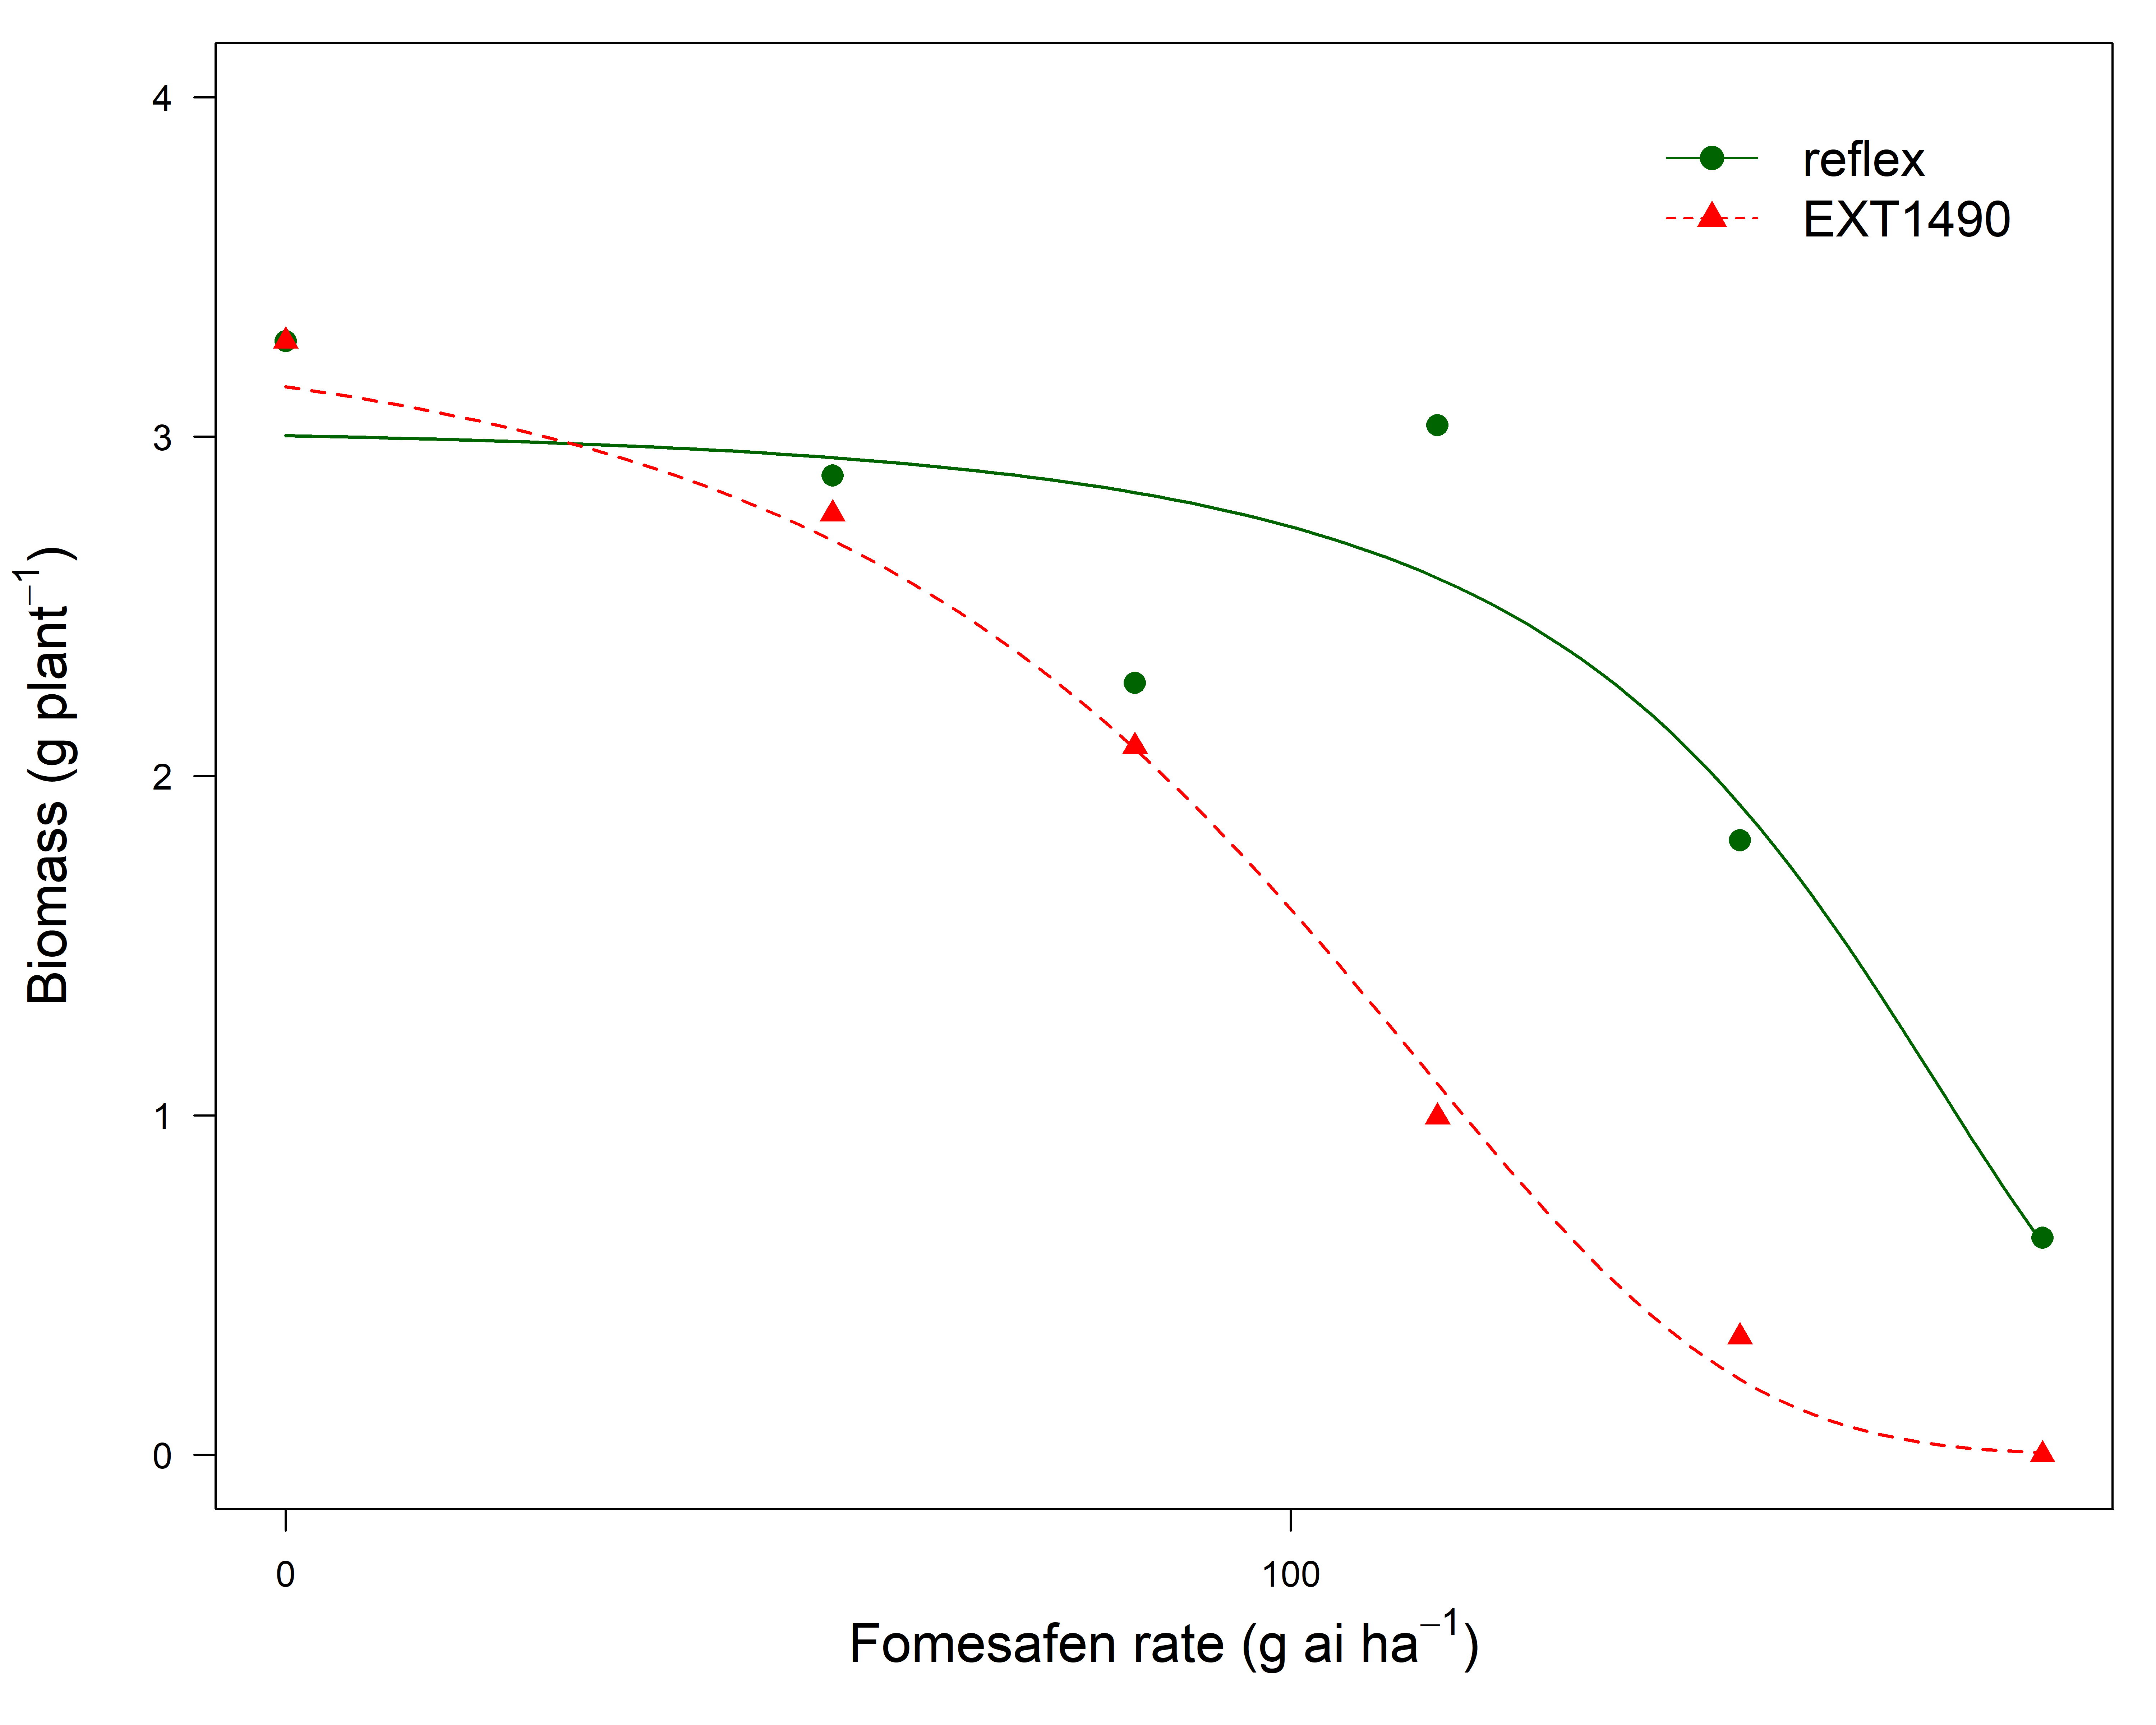 reflex
EXT1490
4
3
2
1
0
Biomass (g plant⁻¹)
0 100
Fomesafen rate (g ai ha⁻¹)